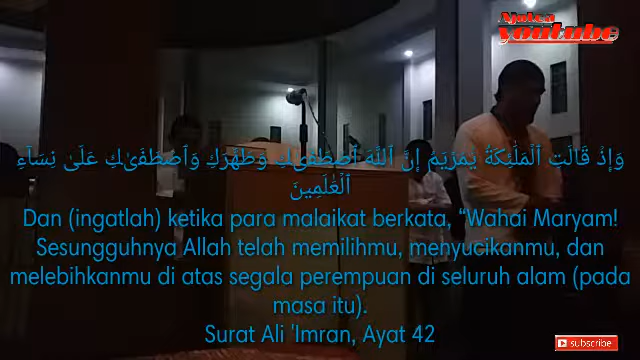 Ajolca
youtube
وَإِذْ قَالَتِ ٱلْمَلَٰٓئِكَةُ يَٰمَرْيَمُ إِنَّ ٱللَّهَ ٱصْطَفَىٰكِ وَطَهَّرَكِ وَٱصْطَفَىٰكِ عَلَىٰ نِسَآءِ
ٱلْعَٰلَمِينَ
Dan (ingatlah) ketika para malaikat berkata, “Wahai Maryam!
Sesungguhnya Allah telah memilihmu, menyucikanmu, dan
melebihkanmu di atas segala perempuan di seluruh alam (pada
masa itu).
Surat Ali 'Imran, Ayat 42
subscribe